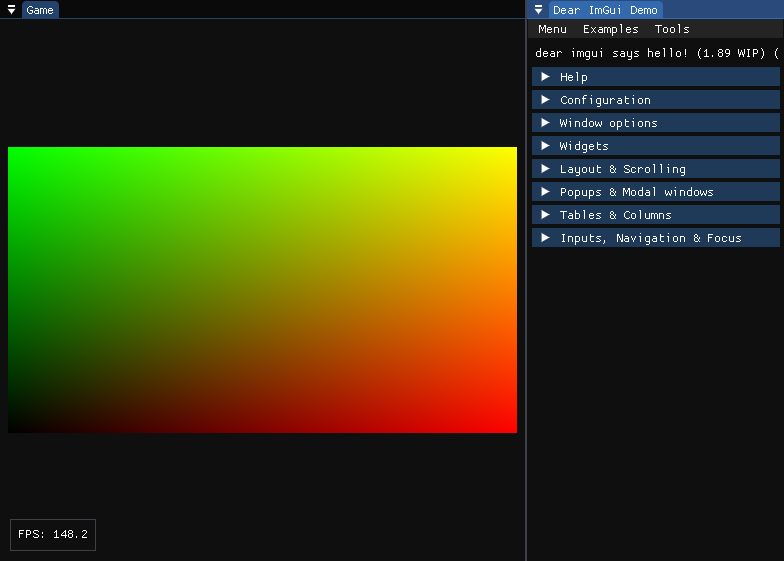 Game
FPS: 148.2
Dear ImGui Demo
Menu Examples Tools
dear imgui says hello! (1.89 WIP) (
Help
Configuration
Window options
Widgets
Layout & Scrolling
Popups & Modal windows
Tables & Columns
Inputs, Navigation & Focus